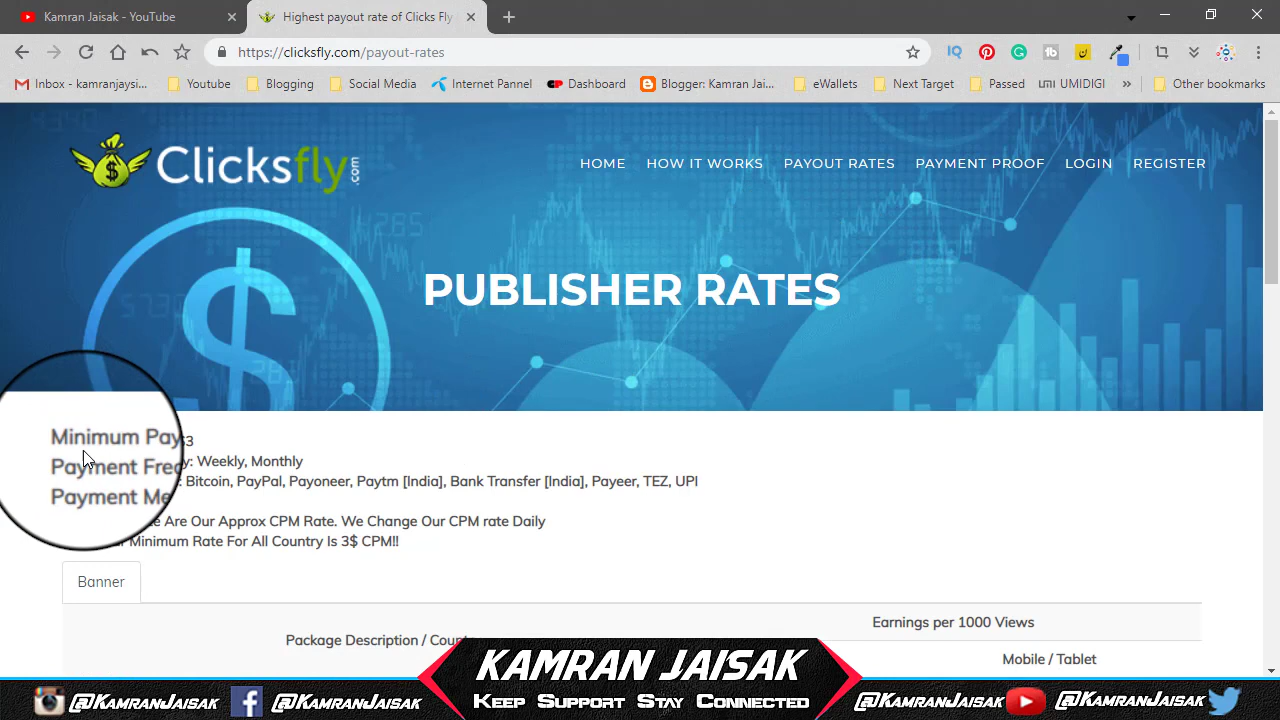 Kamran Jaisak - YouTube
Highest payout rate of Clicks Fly
https://clicksfly.com/payout-rates
Inbox - kamranjaysi...
Youtube
Blogging
Social Media
Internet Panel
Dashboard
Blogger: Kamran Jai...
eWallets
Next Target
Passed
UMIDIGI
Other bookmarks
Clicksfly.com
HOME
HOW IT WORKS
PAYOUT RATES
PAYMENT PROOF
LOGIN
REGISTER
PUBLISHER RATES
Minimum Pay $3
Payment Freq y: Weekly, Monthly
Payment Me : Bitcoin, PayPal, Payoneer, Paytm [India], Bank Transfer [India], Payeer, TEZ, UPI
Are Our Approx CPM Rate. We Change Our CPM rate Daily
Minimum Rate For All Country Is 3$ CPM!!
Banner
Earnings per 1000 Views
Package Description / Coun
Mobile / Tablet
KAMRAN JAISAK
KEEP SUPPORT STAY CONNECTED
@KamranJaisak
@KamranJaisak
@KamranJaisak
@KamranJaisak